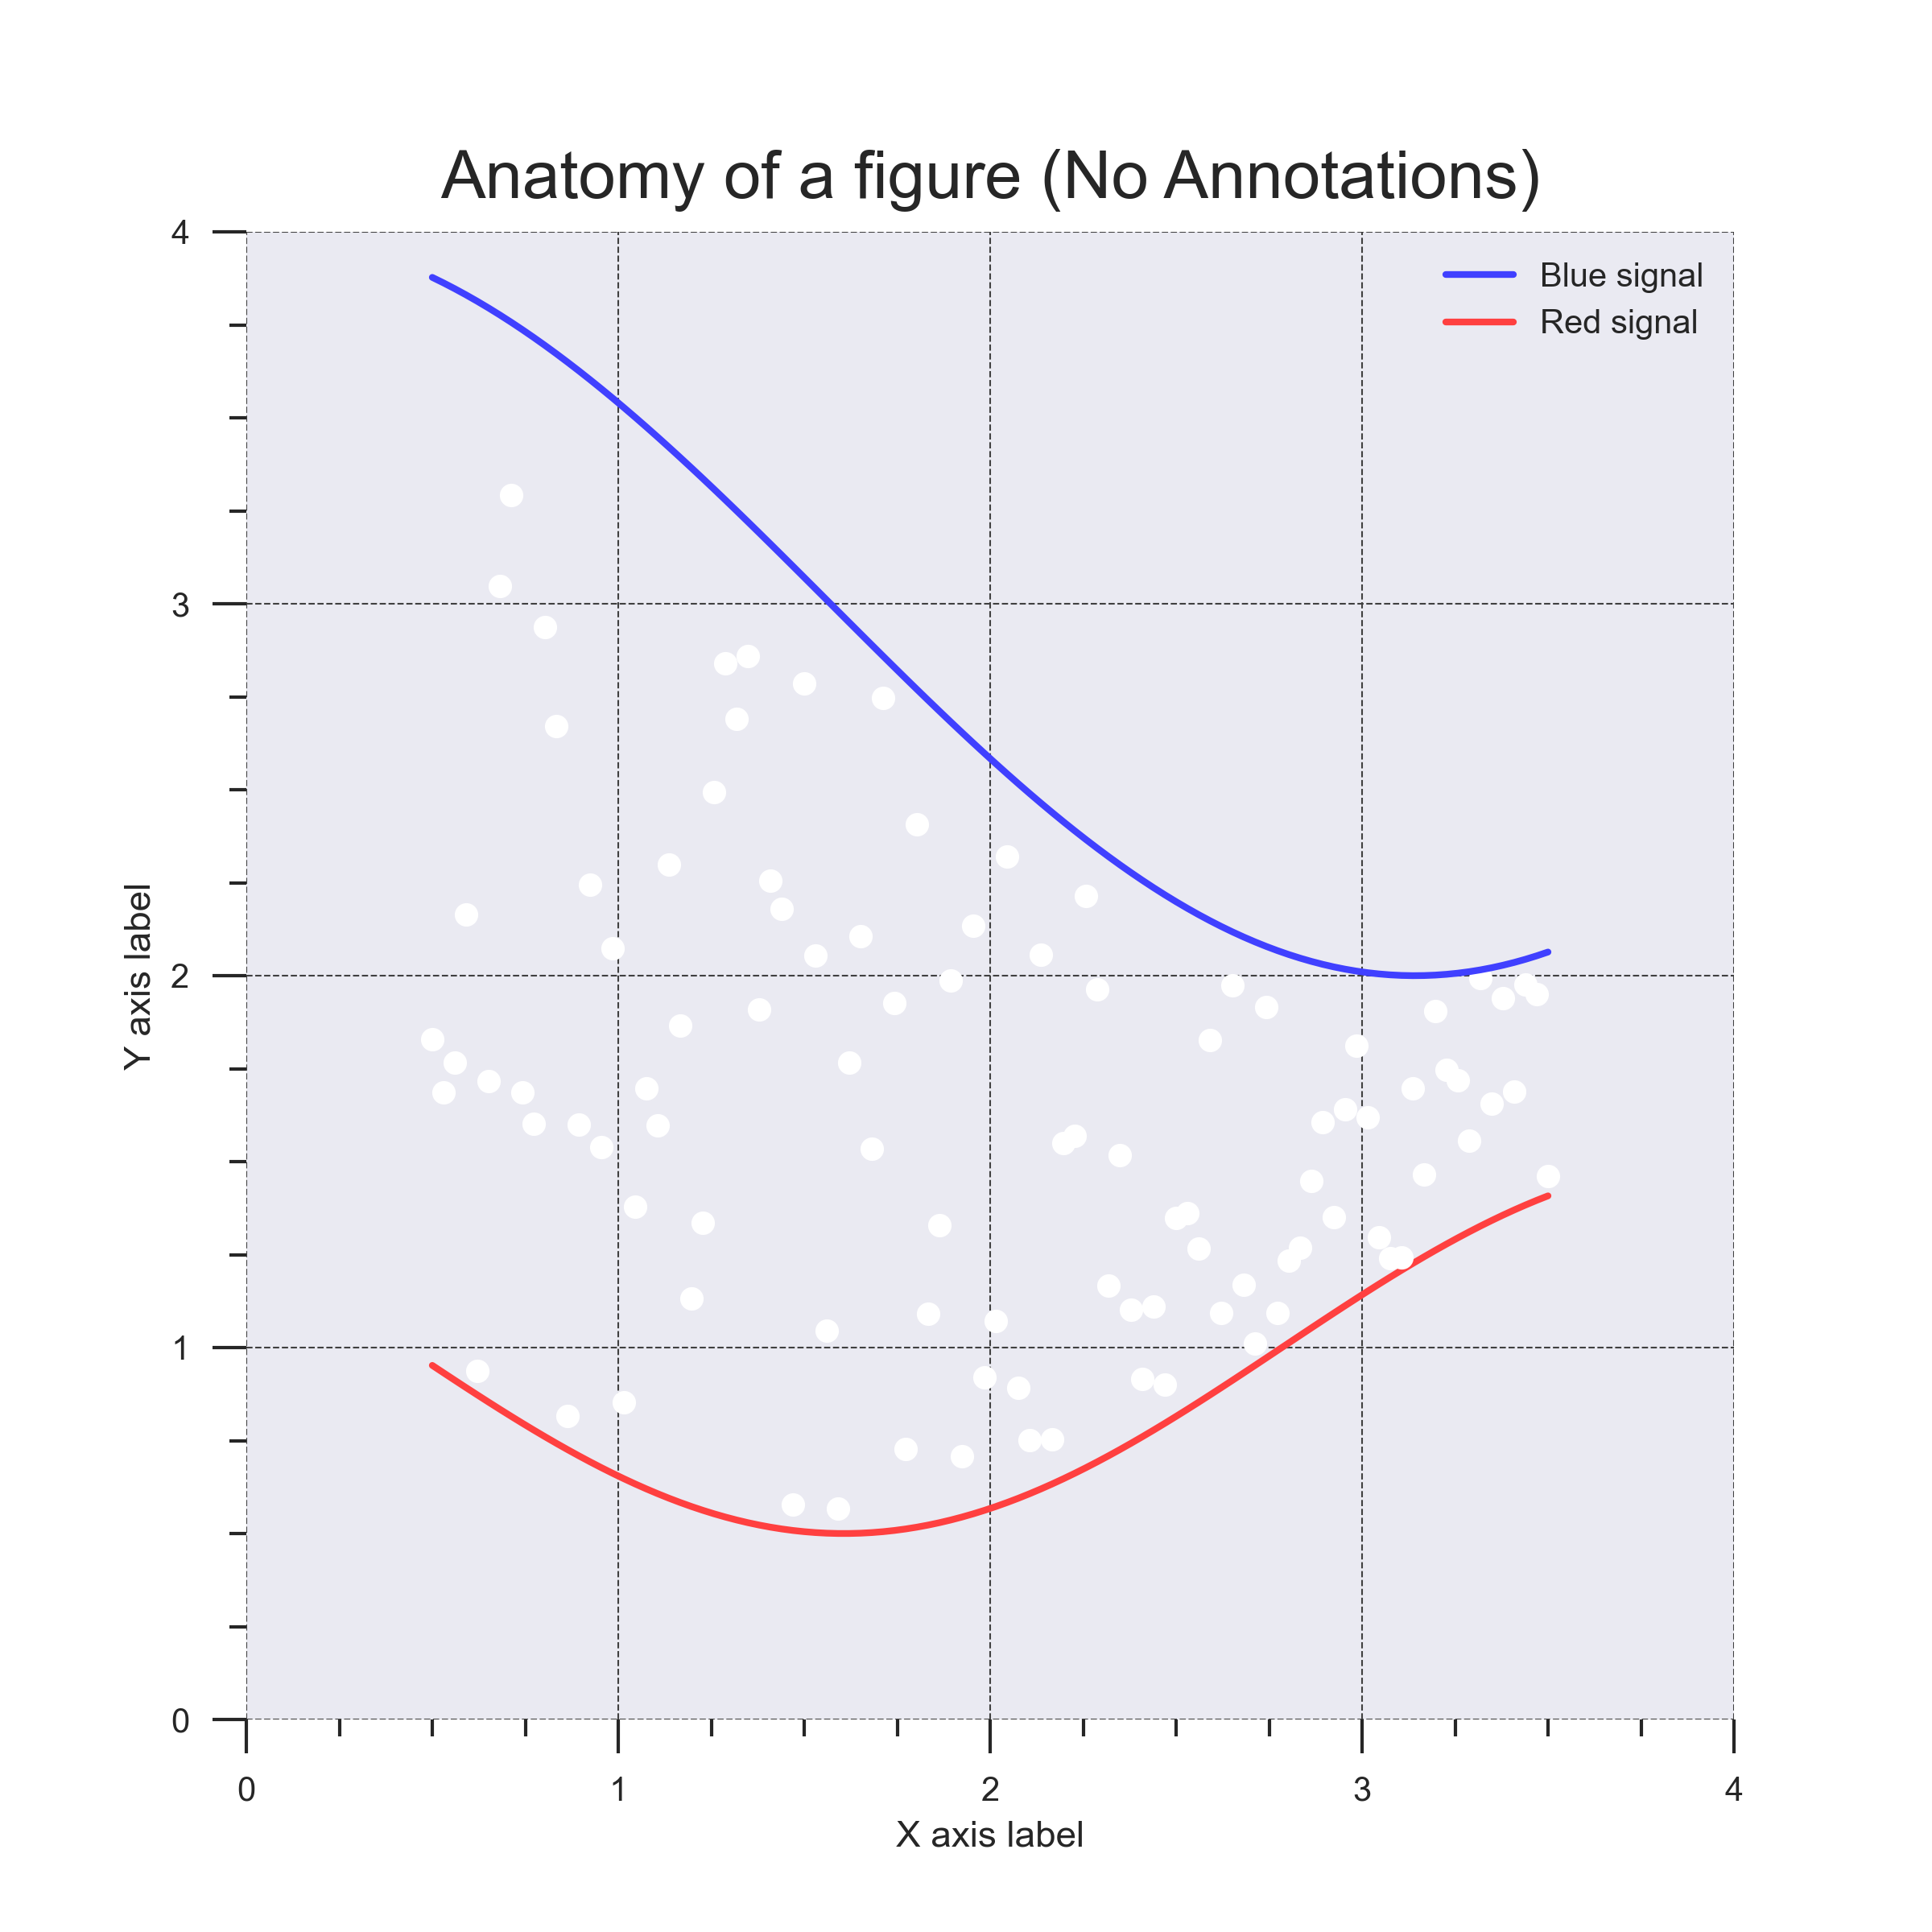 Anatomy of a figure (No Annotations)
Blue signal
Red signal
4
3
2
1
0
Y axis label
0 1 2 3 4
X axis label